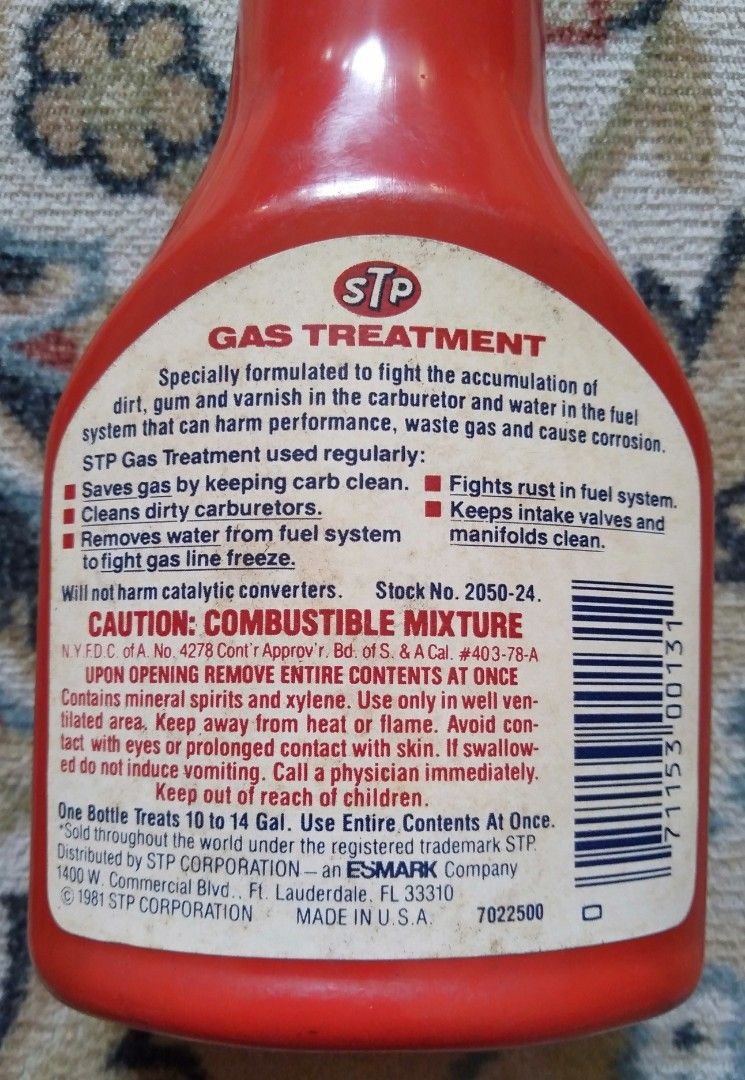 STP
GAS TREATMENT
Specially formulated to fight the accumulation of
dirt, gum and varnish in the carburetor and water in the fuel
system that can harm performance, waste gas and cause corrosion.
STP Gas Treatment used regularly:
Saves gas by keeping carb clean.
Cleans dirty carburetors.
Removes water from fuel system
to fight gas line freeze.
Fights rust in fuel system.
Keeps intake valves and
manifolds clean.
Will not harm catalytic converters. Stock No. 2050-24.
CAUTION: COMBUSTIBLE MIXTURE
N.Y.F.D.C. of A. No. 4278 Cont'r Approv'r. Bd. of S. & A Cal. #403-78-A
UPON OPENING REMOVE ENTIRE CONTENTS AT ONCE
Contains mineral spirits and xylene. Use only in well ven-
tilated area. Keep away from heat or flame. Avoid con-
tact with eyes or prolonged contact with skin. If swallow-
ed do not induce vomiting. Call a physician immediately.
Keep out of reach of children.
One Bottle Treats 10 to 14 Gal. Use Entire Contents At Once.
*Sold throughout the world under the registered trademark STP.
Distributed by STP CORPORATION — an ESMARK Company
1400 W. Commercial Blvd., Ft. Lauderdale, FL 33310
© 1981 STP CORPORATION MADE IN U.S.A. 7022500
0
71153 00131